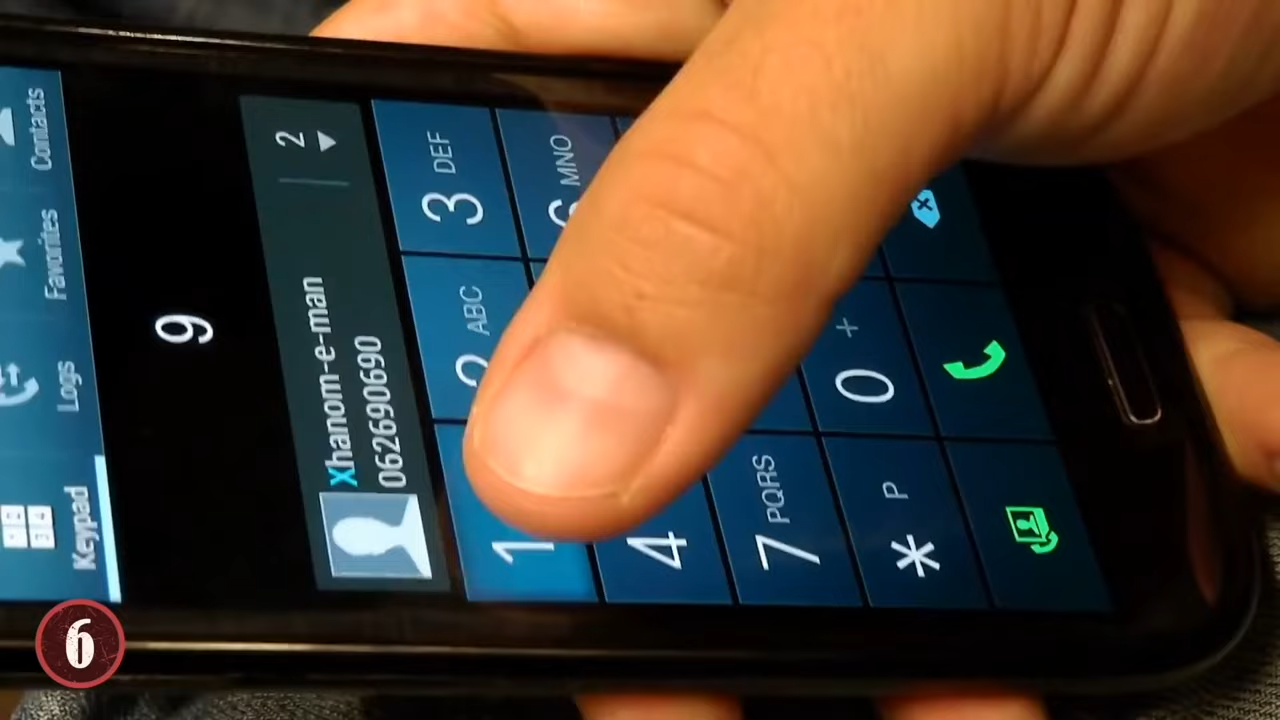 Keypad
Logs
Favorites
Contacts
9
Xhanom-e-man
062690690
2
1
2 ABC
3 DEF
4
6 MNO
7 PQRS
* P
0 +
6